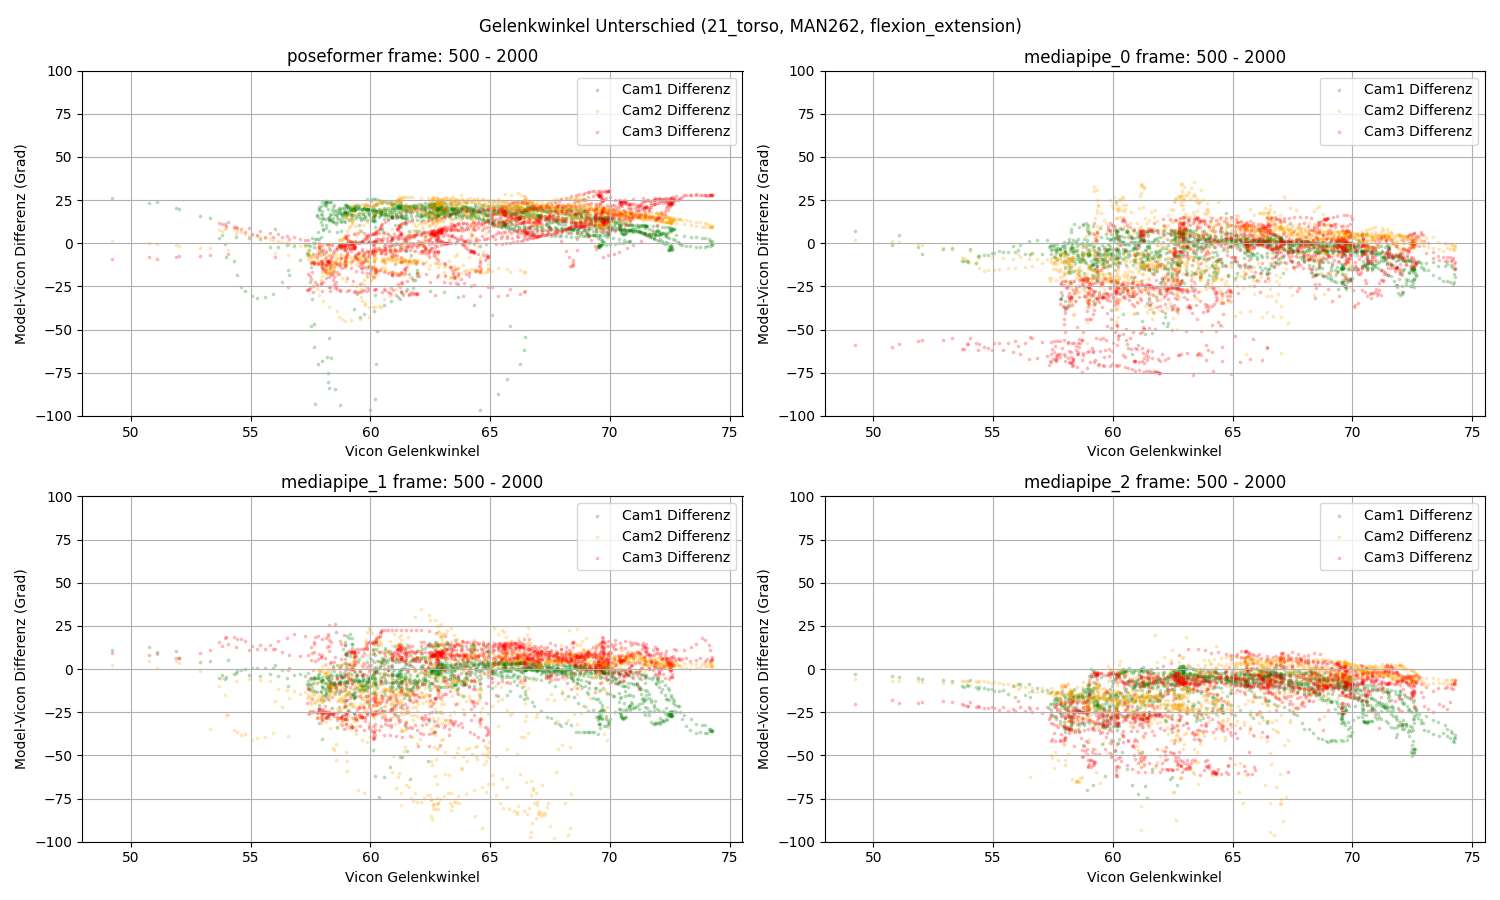 Gelenkwinkel Unterschied (21_torso, MAN262, flexion_extension)
poseformer frame: 500 - 2000
100
75
50
25
0
−25
−50
−75
−100
Model-Vicon Differenz (Grad)
Cam1 Differenz
Cam2 Differenz
Cam3 Differenz
50 55 60 65 70 75
Vicon Gelenkwinkel
mediapipe_0 frame: 500 - 2000
100
75
50
25
0
−25
−50
−75
−100
Model-Vicon Differenz (Grad)
Cam1 Differenz
Cam2 Differenz
Cam3 Differenz
50 55 60 65 70 75
Vicon Gelenkwinkel
mediapipe_1 frame: 500 - 2000
100
75
50
25
0
−25
−50
−75
−100
Model-Vicon Differenz (Grad)
Cam1 Differenz
Cam2 Differenz
Cam3 Differenz
50 55 60 65 70 75
Vicon Gelenkwinkel
mediapipe_2 frame: 500 - 2000
100
75
50
25
0
−25
−50
−75
−100
Model-Vicon Differenz (Grad)
Cam1 Differenz
Cam2 Differenz
Cam3 Differenz
50 55 60 65 70 75
Vicon Gelenkwinkel